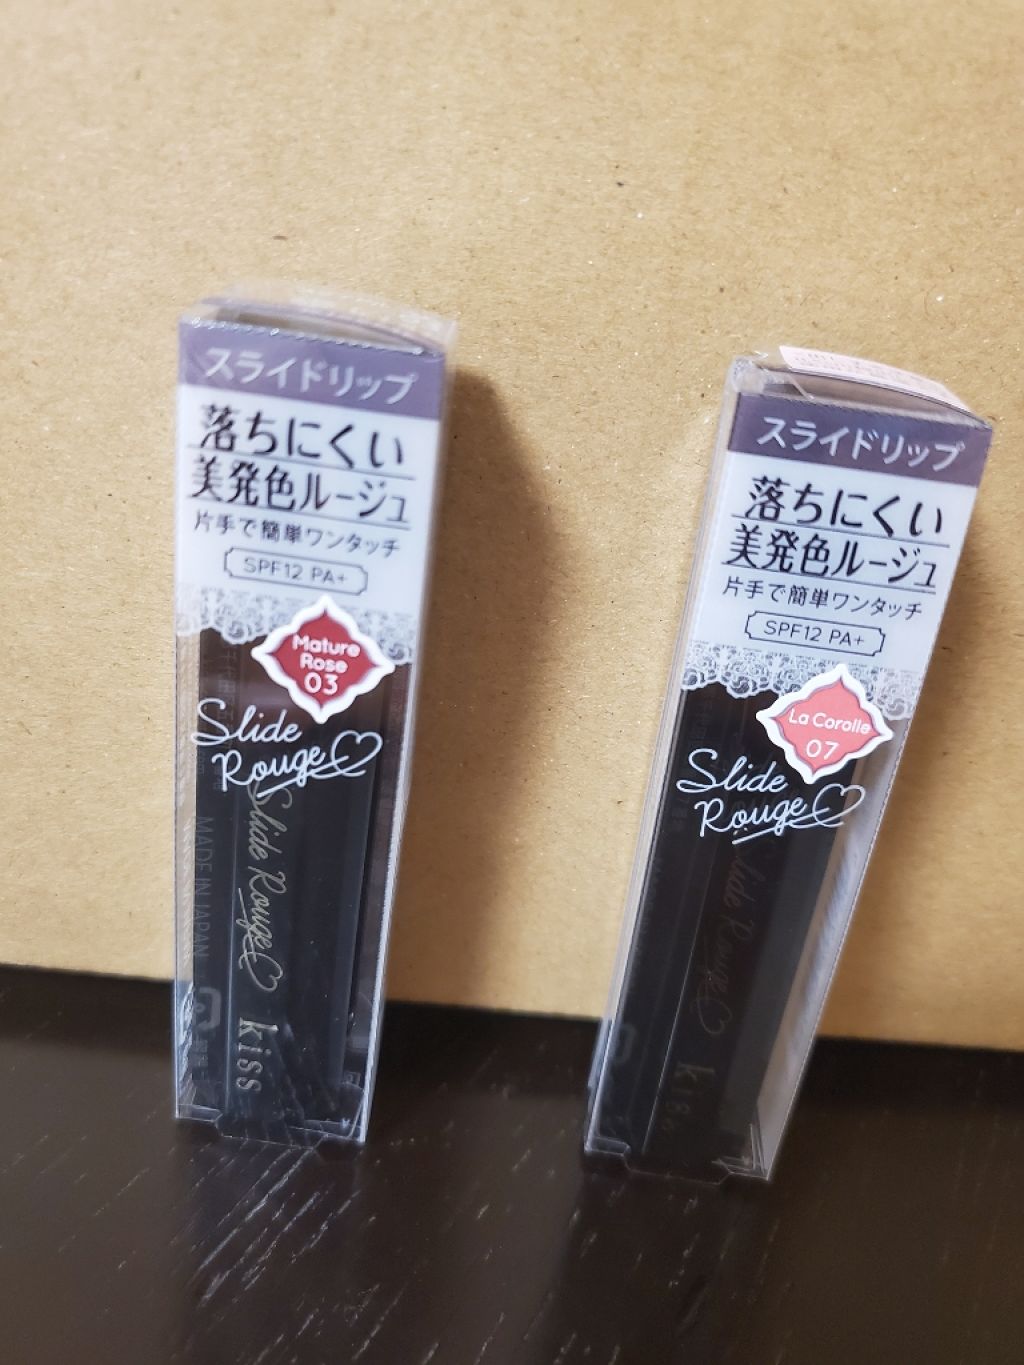 スライドリップ
落ちにくい
美発色ルージュ
片手で簡単ワンタッチ
SPF12 PA+
Mature
Rose
03
Slide
Rouge
Slide Rouge
kiss
MADE IN JAPAN
スライドリップ
落ちにくい
美発色ルージュ
片手で簡単ワンタッチ
SPF12 PA+
La Corolle
07
Slide
Rouge
Slide Rouge
kiss